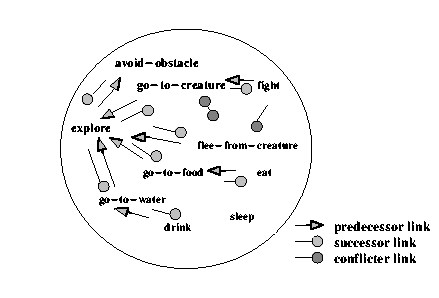 avoid-obstacle
go-to-creature fight
explore
flee-from-creature
go-to-food eat
go-to-water
sleep
drink
predecessor link
successor link
conflicter link